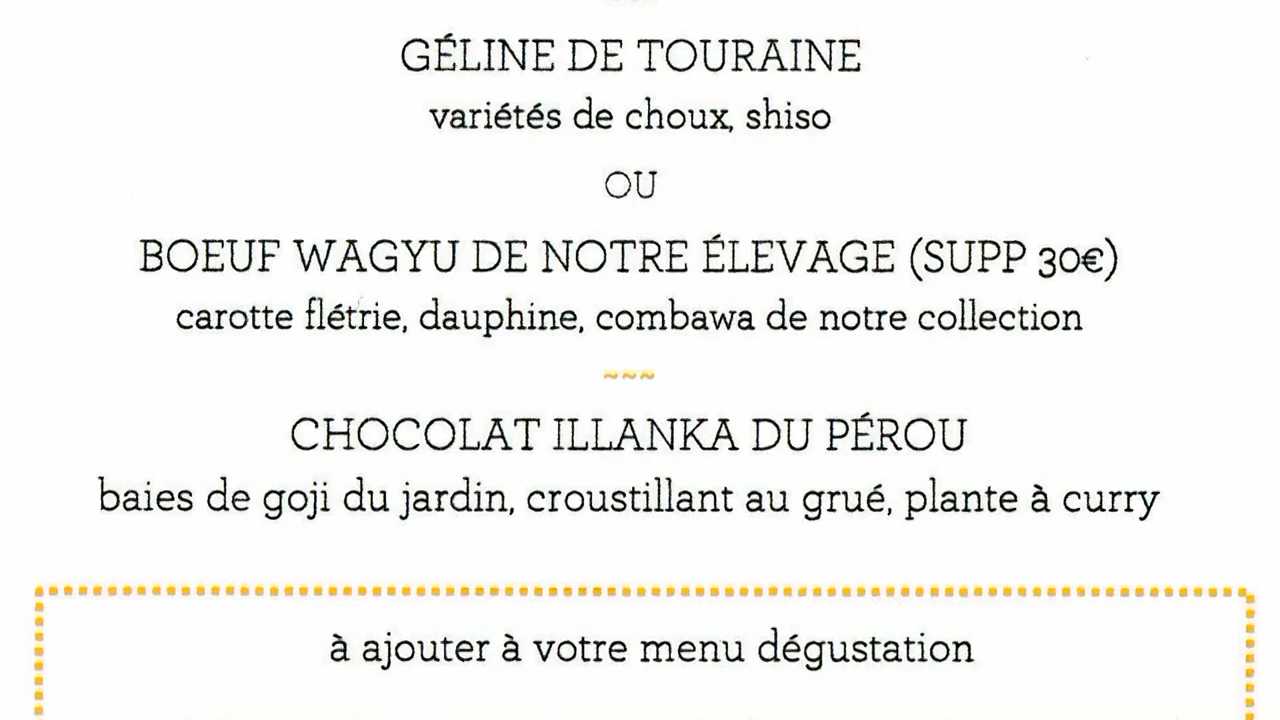 GÉLINE DE TOURAINE
variétés de choux, shiso
OU
BOEUF WAGYU DE NOTRE ÉLEVAGE (SUPP 30€)
carotte flétrie, dauphine, combawa de notre collection
~~~
CHOCOLAT ILLANKA DU PÉROU
baies de goji du jardin, croustillant au grué, plante à curry
à ajouter à votre menu dégustation